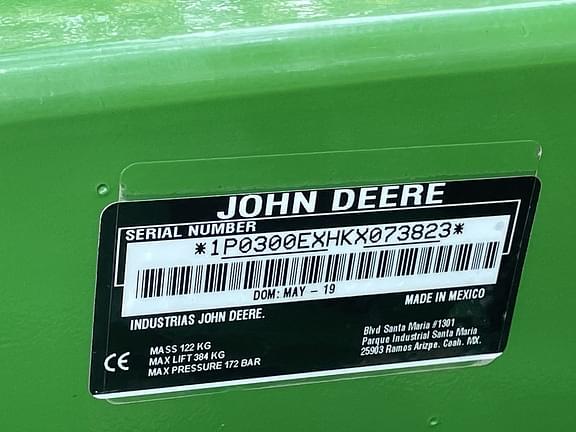 JOHN DEERE
SERIAL NUMBER
*1P0300EXHKX073823*
DOM: MAY - 19
MADE IN MEXICO
INDUSTRIAS JOHN DEERE.
CE
MASS 122 KG
MAX LIFT 384 KG
MAX PRESSURE 172 BAR
Blvd Santa Maria #1301
Parque Industrial Santa Maria
25903 Ramos Arizpe. Coah. MX.